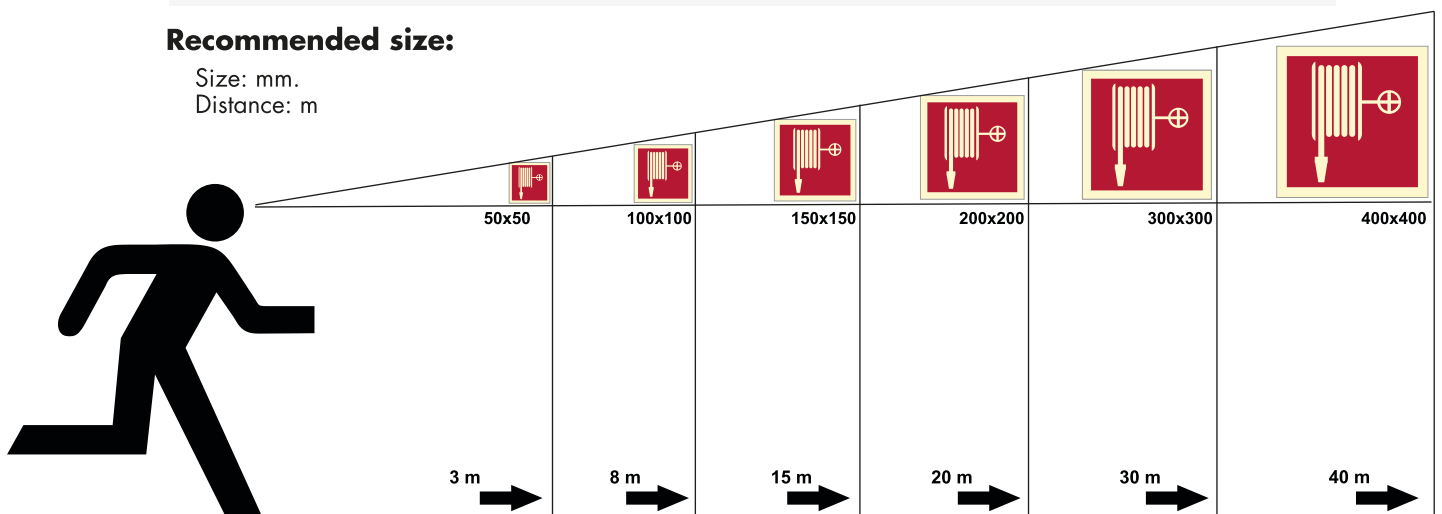 Recommended size:
Size: mm.
Distance: m
50x50 100x100 150x150 200x200 300x300 400x400
3 m 8 m 15 m 20 m 30 m 40 m